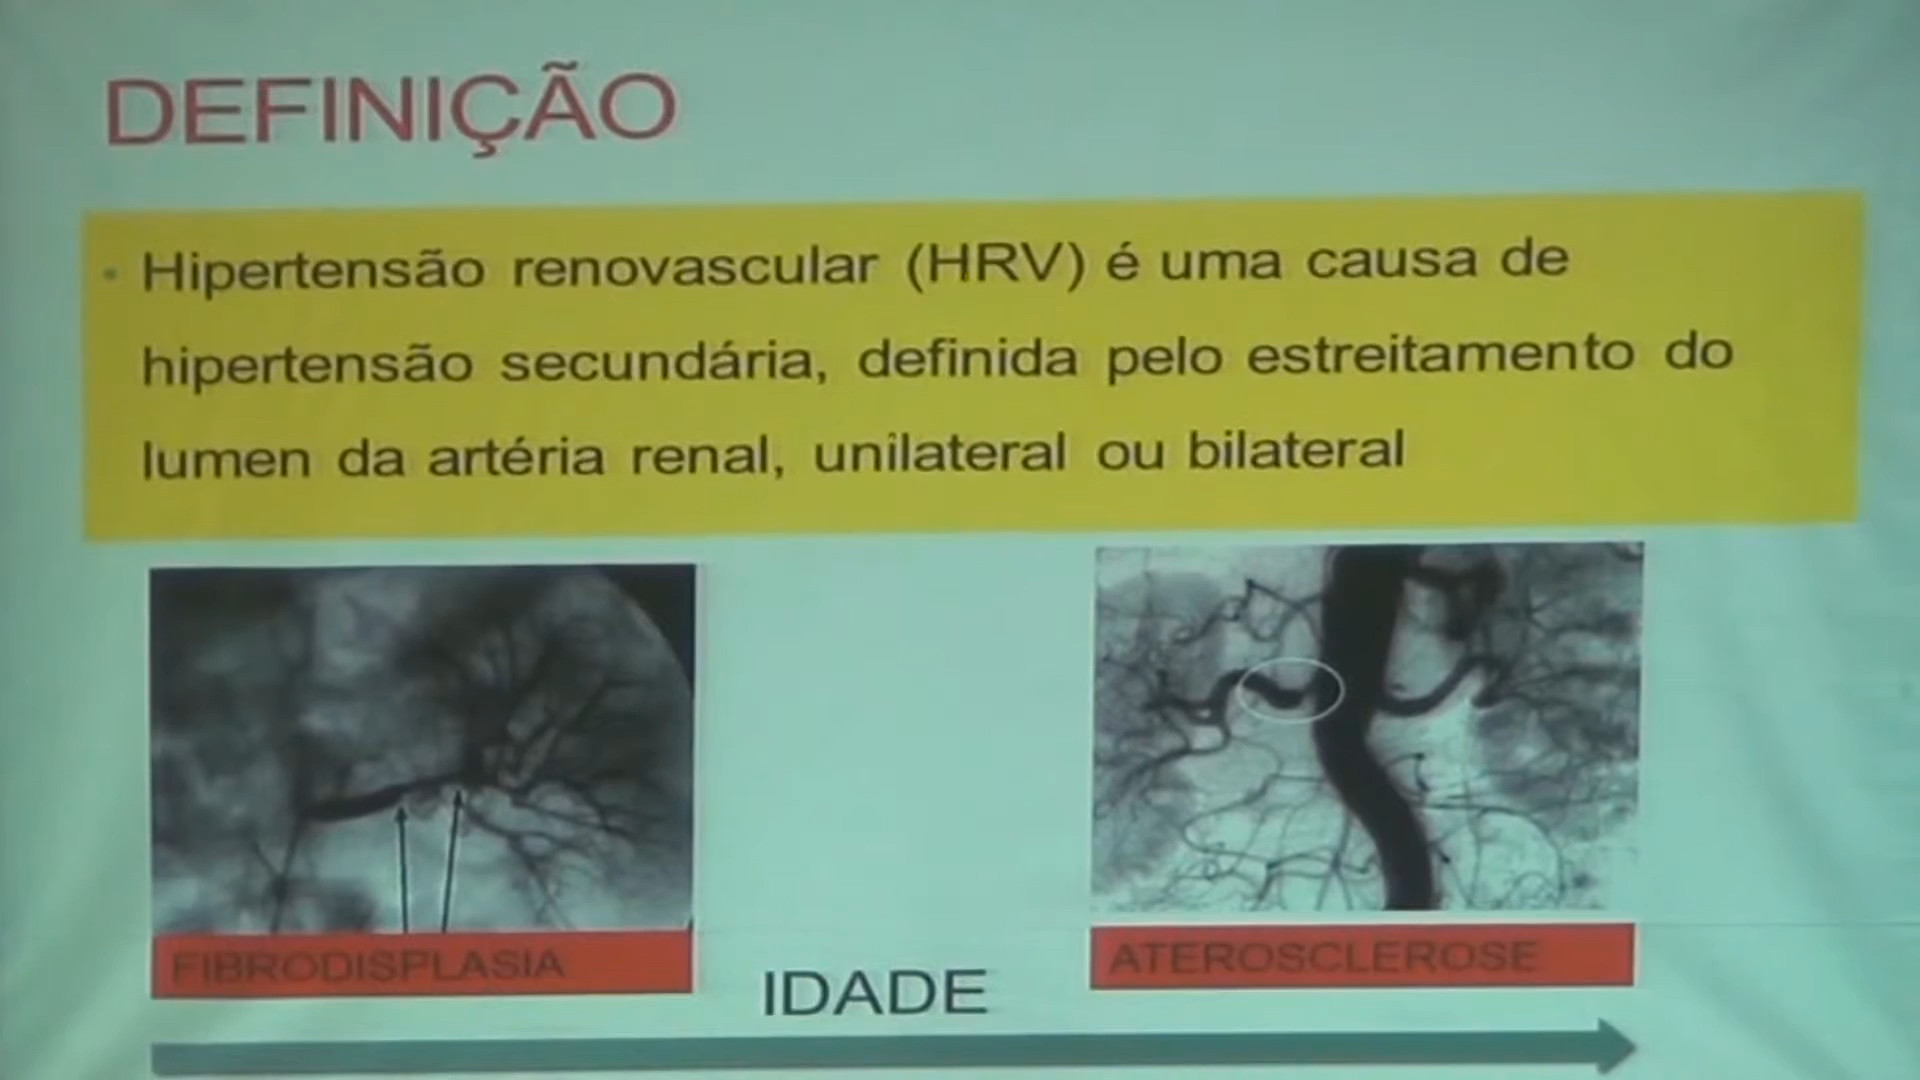 DEFINIÇÃO
• Hipertensão renovascular (HRV) é uma causa de
hipertensão secundária, definida pelo estreitamento do
lumen da artéria renal, unilateral ou bilateral
FIBRODISPLASIA
IDADE
ATEROSCLEROSE